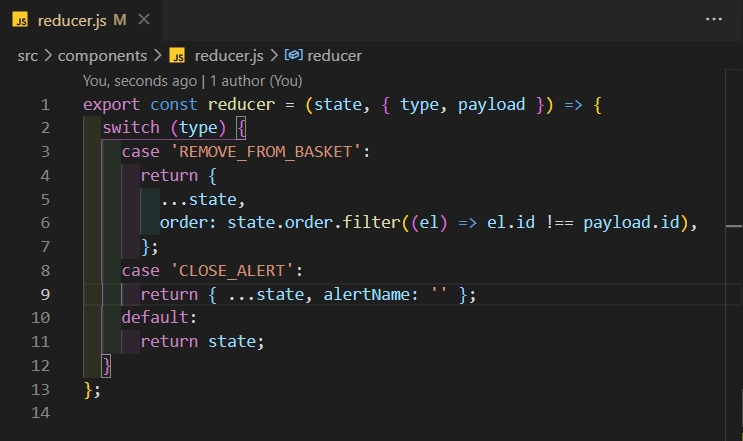 JS reducer.js M ×
src > components > JS reducer.js > reducer
You, seconds ago | 1 author (You)
1 export const reducer = (state, { type, payload }) => {
2   switch (type) {
3     case 'REMOVE_FROM_BASKET':
4       return {
5         ...state,
6         order: state.order.filter((el) => el.id !== payload.id),
7       };
8     case 'CLOSE_ALERT':
9       return { ...state, alertName: '' };
10     default:
11       return state;
12   }
13 };
14